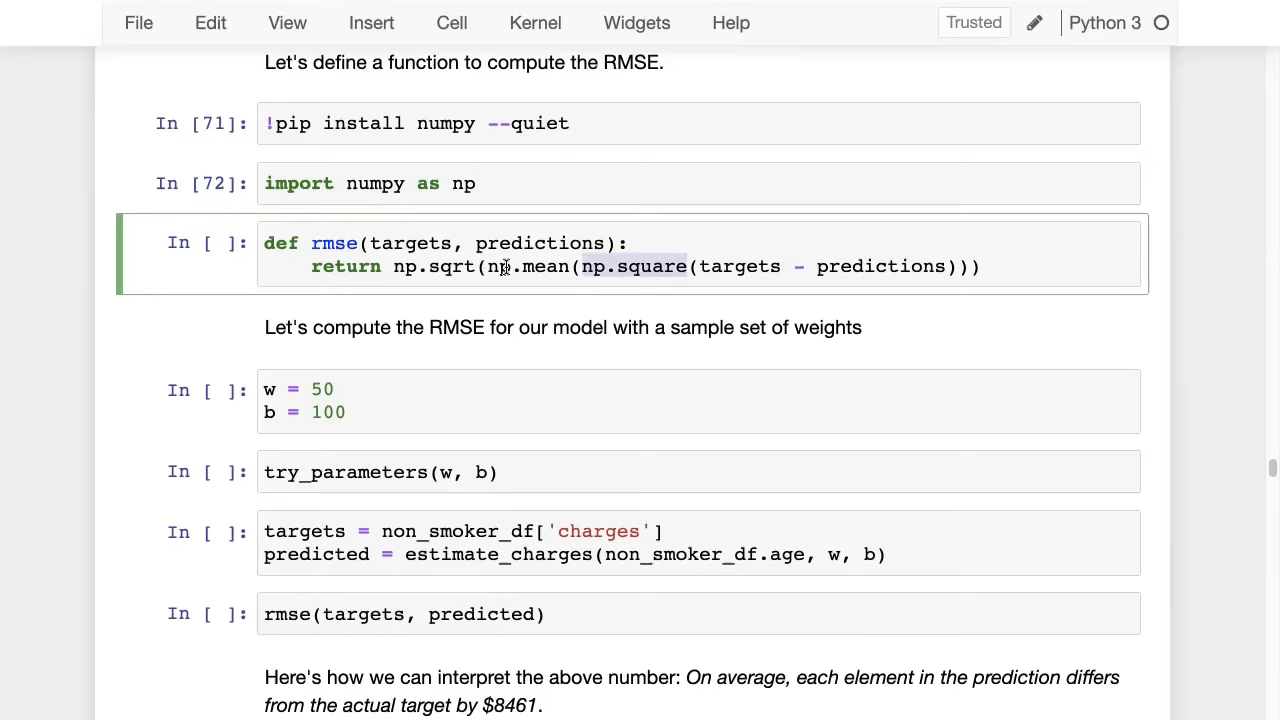 File Edit View Insert Cell Kernel Widgets Help Trusted Python 3
Let's define a function to compute the RMSE.
In [71]: !pip install numpy --quiet
In [72]: import numpy as np
In [ ]: def rmse(targets, predictions):
return np.sqrt(np.mean(np.square(targets - predictions)))
Let's compute the RMSE for our model with a sample set of weights
In [ ]: w = 50
b = 100
In [ ]: try_parameters(w, b)
In [ ]: targets = non_smoker_df['charges']
predicted = estimate_charges(non_smoker_df.age, w, b)
In [ ]: rmse(targets, predicted)
Here's how we can interpret the above number: On average, each element in the prediction differs
from the actual target by $8461.